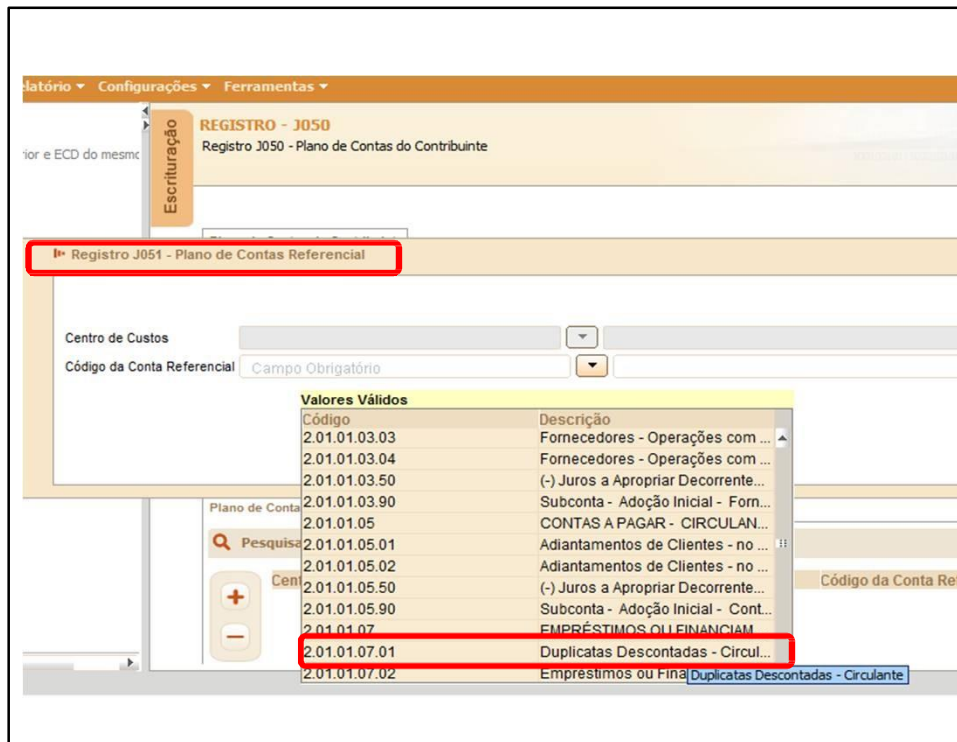 elatório Configurações Ferramentas
Escrituração
REGISTRO - J050
Registro J050 - Plano de Contas do Contribuinte
rior e ECD do mesmo
Registro J051 - Plano de Contas Referencial
Centro de Custos
Código da Conta Referencial Campo Obrigatório
Valores Válidos
Código Descrição
2.01.01.03.03 Fornecedores - Operações com ...
2.01.01.03.04 Fornecedores - Operações com ...
2.01.01.03.50 (-) Juros a Apropriar Decorrente...
2.01.01.03.90 Subconta - Adoção Inicial - Forn...
2.01.01.05 CONTAS A PAGAR - CIRCULAN...
2.01.01.05.01 Adiantamentos de Clientes - no ...
2.01.01.05.02 Adiantamentos de Clientes - no ...
2.01.01.05.50 (-) Juros a Apropriar Decorrente...
2.01.01.05.90 Subconta - Adoção Inicial - Cont...
2.01.01.07 EMPRÉSTIMOS OU FINANCIAM...
2.01.01.07.01 Duplicatas Descontadas - Circul...
2.01.01.07.02 Empréstimos ou Fina
Duplicatas Descontadas - Circulante
Plano de Conta
Pesquisa
Cent
Código da Conta Re